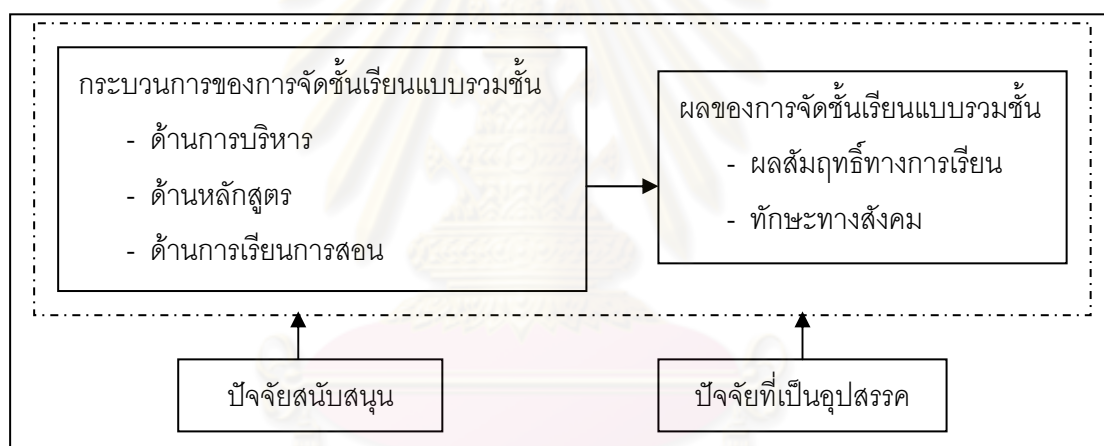 กระบวนการของการจัดชั้นเรียนแบบรวมชั้น
- ด้านการบริหาร
- ด้านหลักสูตร
- ด้านการเรียนการสอน
ผลของการจัดชั้นเรียนแบบรวมชั้น
- ผลสัมฤทธิ์ทางการเรียน
- ทักษะทางสังคม
ปัจจัยสนับสนุน
ปัจจัยที่เป็นอุปสรรค